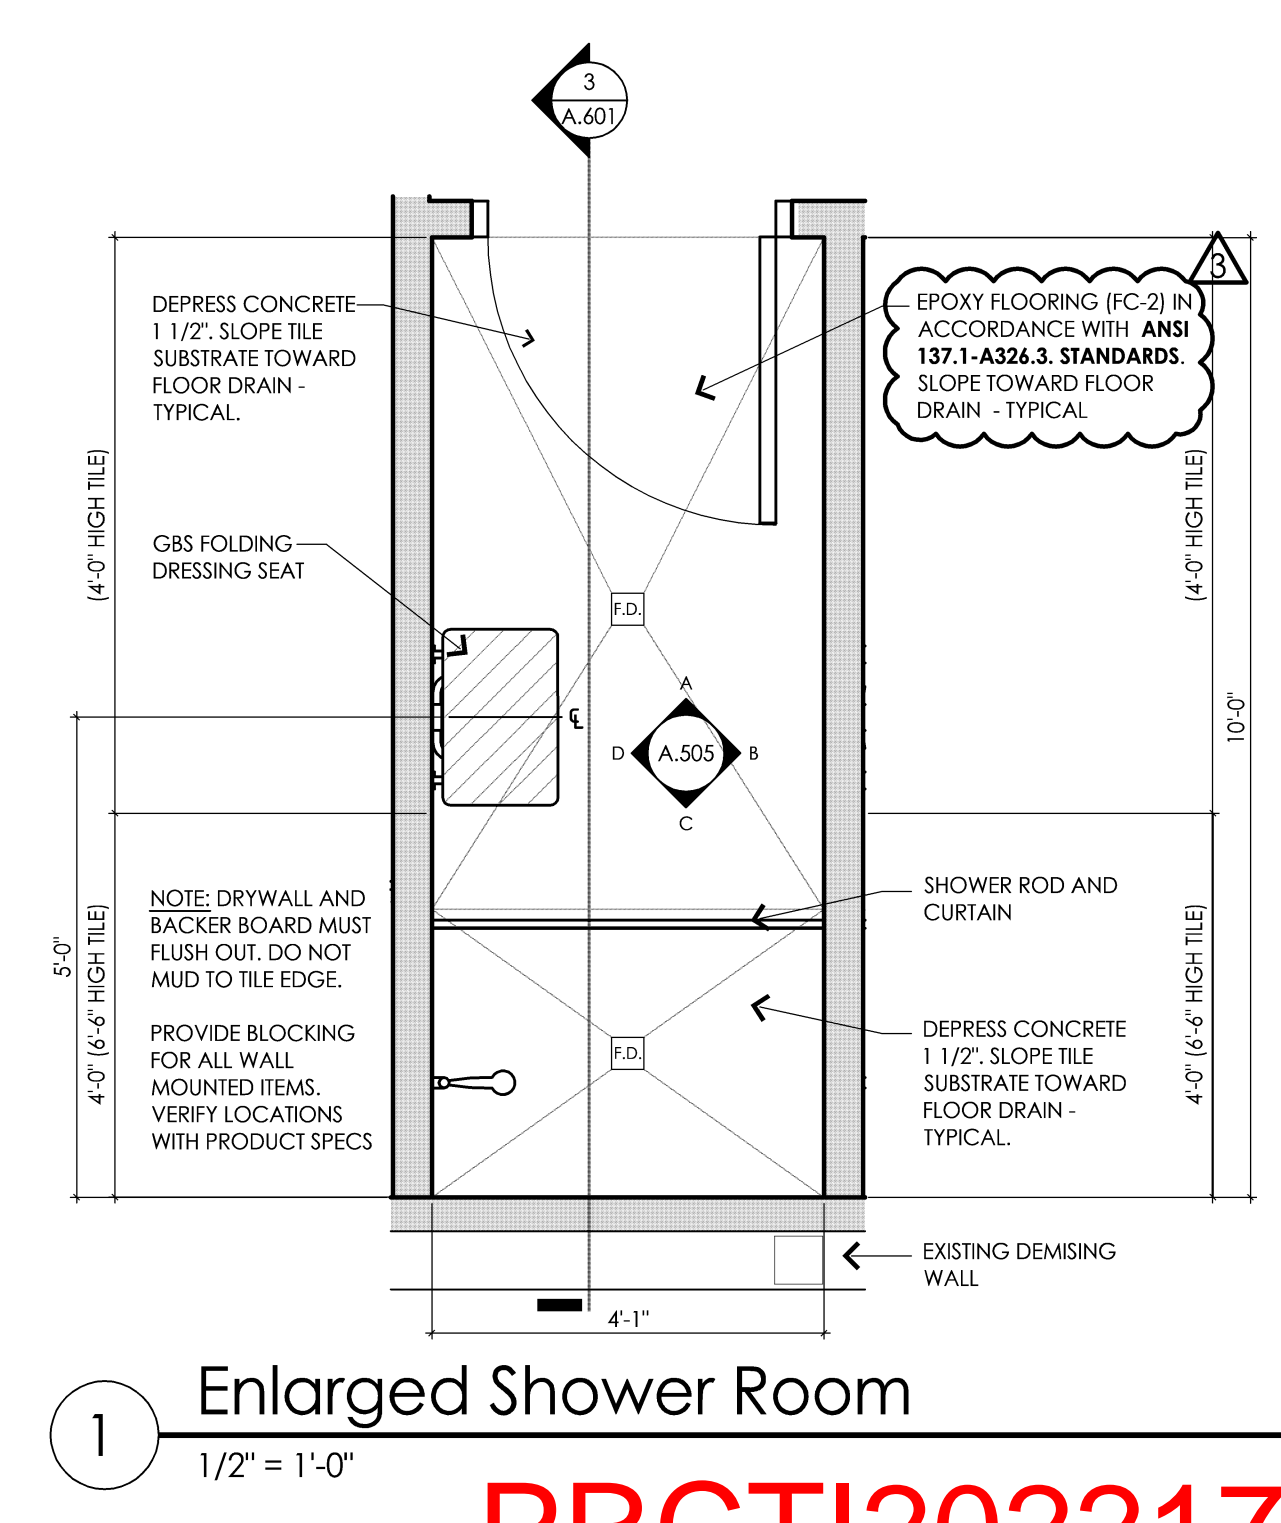 3
A.601
DEPRESS CONCRETE
1 1/2". SLOPE TILE
SUBSTRATE TOWARD
FLOOR DRAIN -
TYPICAL.
3
EPOXY FLOORING (FC-2) IN
ACCORDANCE WITH ANSI
137.1-A326.3. STANDARDS.
SLOPE TOWARD FLOOR
DRAIN - TYPICAL
(4'-0" HIGH TILE)
(4'-0" HIGH TILE)
GBS FOLDING
DRESSING SEAT
F.D.
A
D
A.505
B
C
℄
10'-0"
SHOWER ROD AND
CURTAIN
NOTE: DRYWALL AND
BACKER BOARD MUST
FLUSH OUT. DO NOT
MUD TO TILE EDGE.
PROVIDE BLOCKING
FOR ALL WALL
MOUNTED ITEMS.
VERIFY LOCATIONS
WITH PRODUCT SPECS
5'-0"
4'-0" (6'-6" HIGH TILE)
4'-0" (6'-6" HIGH TILE)
F.D.
DEPRESS CONCRETE
1 1/2". SLOPE TILE
SUBSTRATE TOWARD
FLOOR DRAIN -
TYPICAL.
EXISTING DEMISING
WALL
4'-1"
1
Enlarged Shower Room
1/2" = 1'-0"